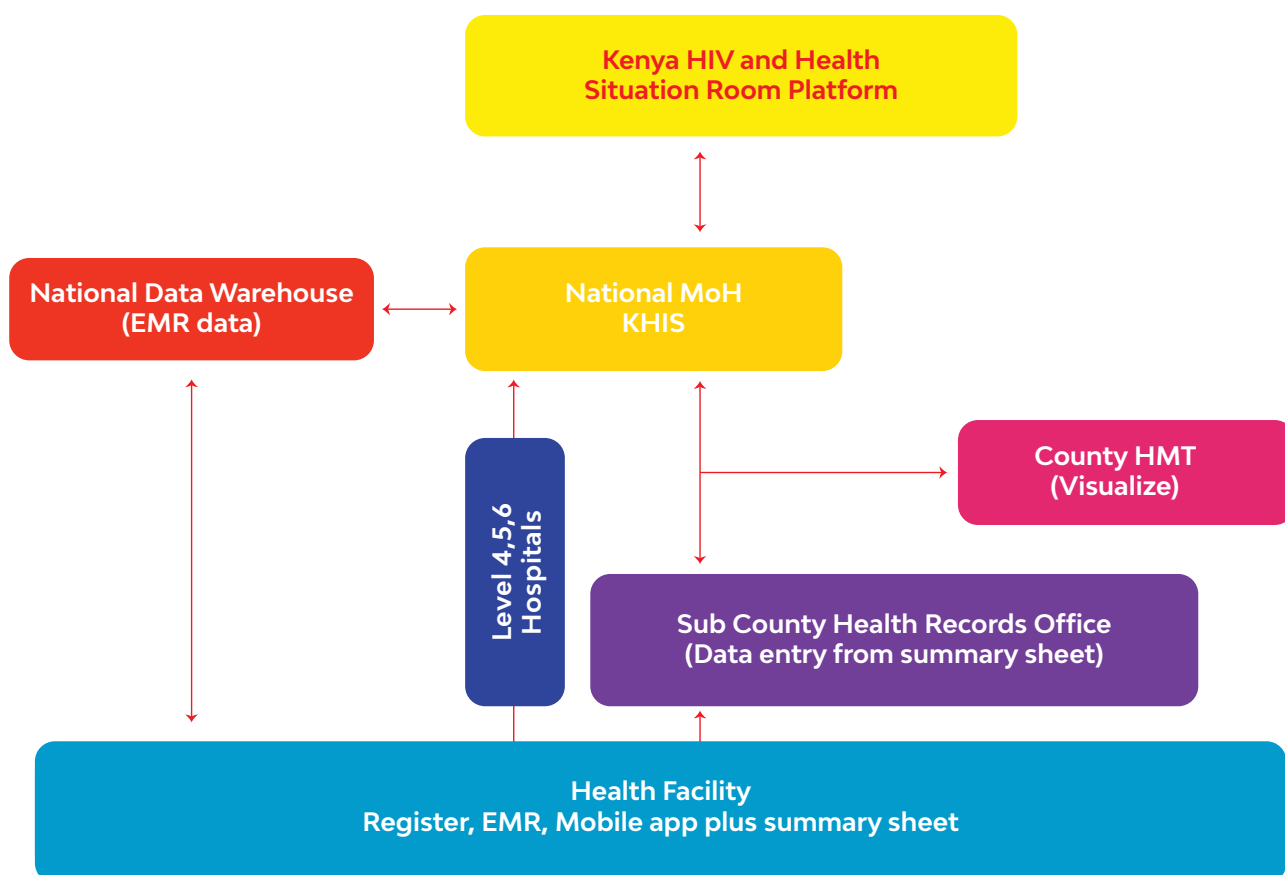 Kenya HIV and Health
Situation Room Platform
National Data Warehouse
(EMR data)
National MoH
KHIS
County HMT
(Visualize)
Level 4,5,6
Hospitals
Sub County Health Records Office
(Data entry from summary sheet)
Health Facility
Register, EMR, Mobile app plus summary sheet